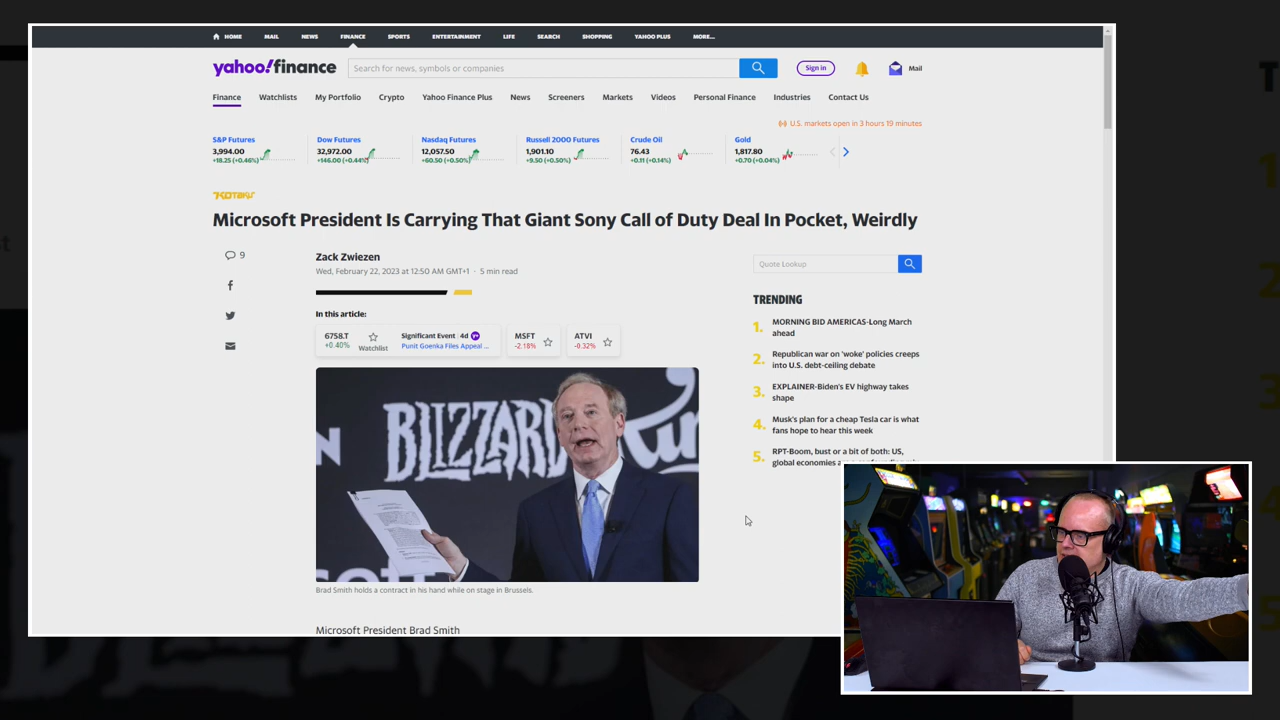 HOME MAIL NEWS FINANCE SPORTS ENTERTAINMENT LIFE SEARCH SHOPPING YAHOO PLUS MORE...
yahoo!finance
Search for news, symbols or companies
Sign in
Mail
Finance Watchlists My Portfolio Crypto Yahoo Finance Plus News Screeners Markets Videos Personal Finance Industries Contact Us
U.S. markets open in 3 hours 19 minutes
S&P Futures
3,994.00
+18.25 (+0.46%)
Dow Futures
32,972.00
+146.00 (+0.44%)
Nasdaq Futures
12,057.50
+60.50 (+0.50%)
Russell 2000 Futures
1,901.10
+9.50 (+0.50%)
Crude Oil
76.43
+0.11 (+0.14%)
Gold
1,817.80
+0.70 (+0.04%)
KOTAKU
Microsoft President Is Carrying That Giant Sony Call of Duty Deal In Pocket, Weirdly
9
Zack Zwiezen
Wed, February 22, 2023 at 12:50 AM GMT+1 · 5 min read
In this article:
6758.T
+0.40%
Watchlist
Significant Event 4d
Punit Goenka Files Appeal ...
MSFT
-2.18%
ATVI
-0.32%
BLIZZARD
Brad Smith holds a contract in his hand while on stage in Brussels.
Microsoft President Brad Smith
Quote Lookup
TRENDING
1. MORNING BID AMERICAS-Long March
ahead
2. Republican war on 'woke' policies creeps
into U.S. debt-ceiling debate
3. EXPLAINER-Biden's EV highway takes
shape
4. Musk's plan for a cheap Tesla car is what
fans hope to hear this week
5. RPT-Boom, bust or a bit of both: US,
global economies